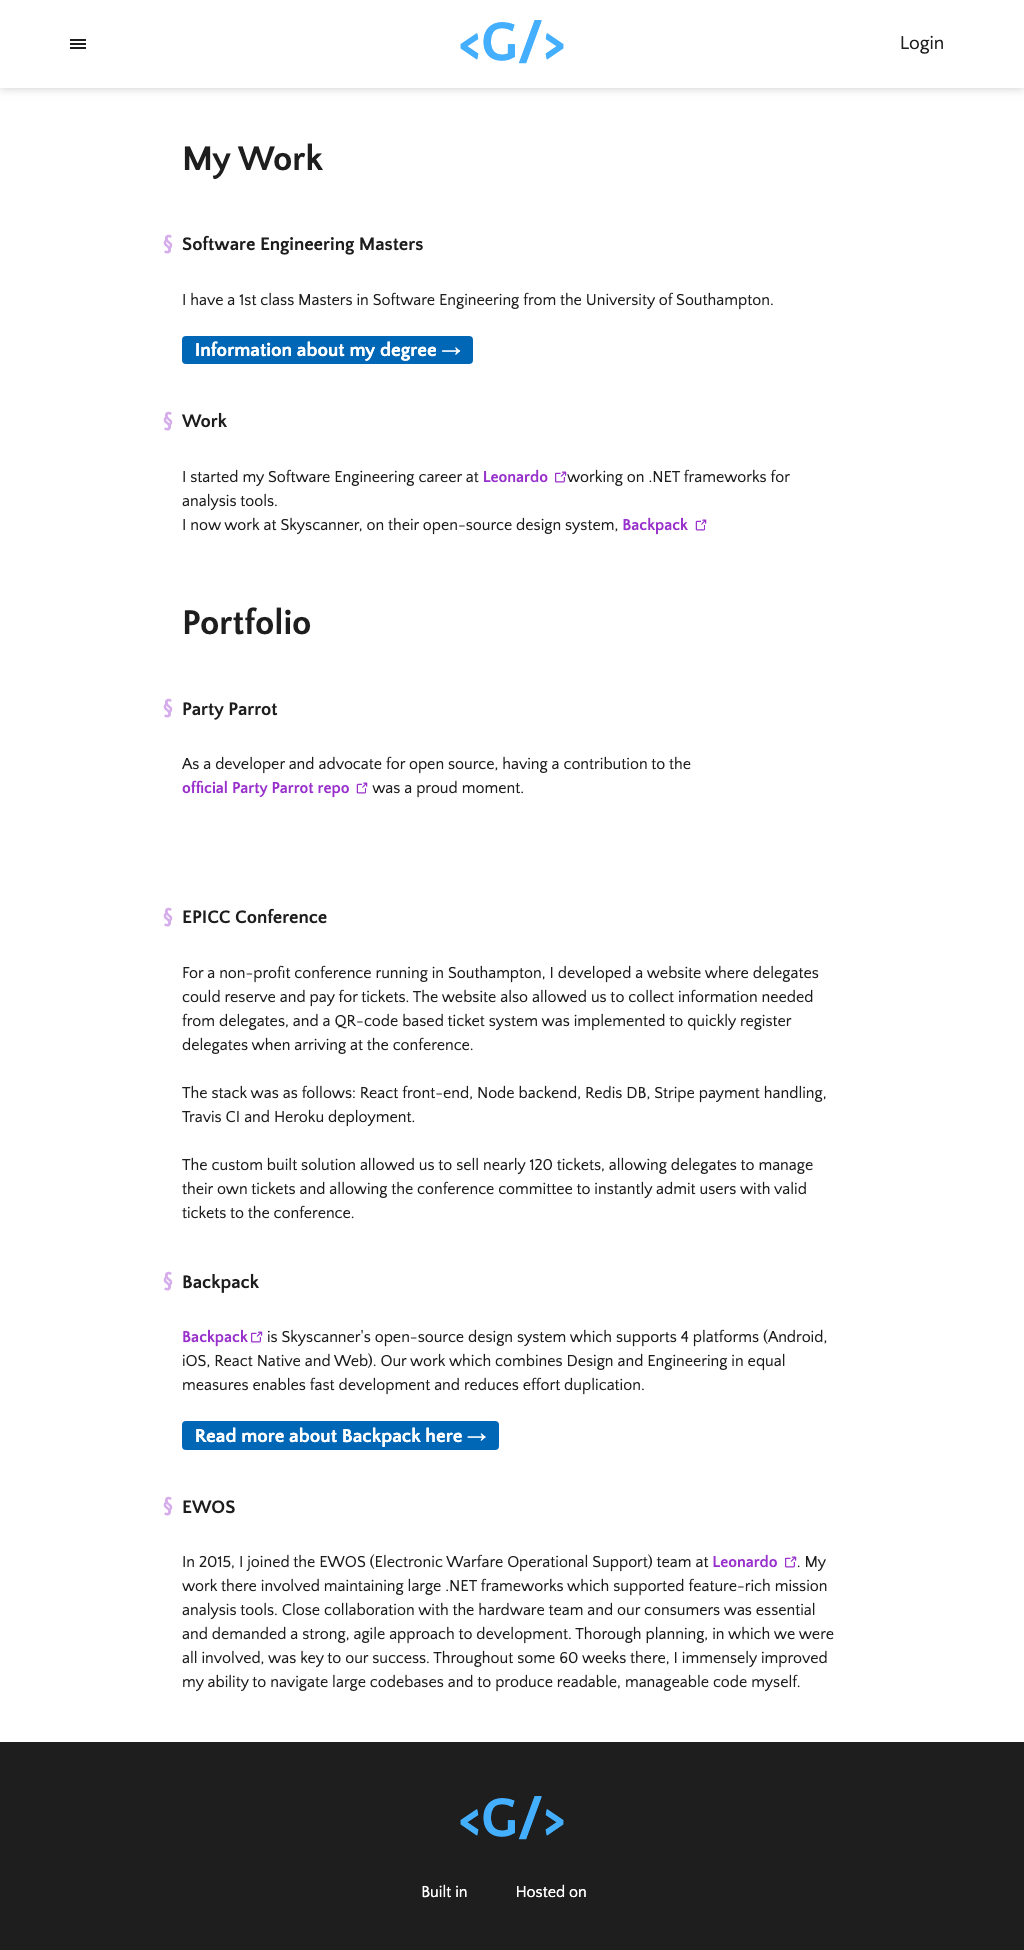 <G/>
Login
My Work
§ Software Engineering Masters
I have a 1st class Masters in Software Engineering from the University of Southampton.
Information about my degree →
§ Work
I started my Software Engineering career at Leonardo working on .NET frameworks for
analysis tools.
I now work at Skyscanner, on their open-source design system, Backpack
Portfolio
§ Party Parrot
As a developer and advocate for open source, having a contribution to the
official Party Parrot repo was a proud moment.
§ EPICC Conference
For a non-profit conference running in Southampton, I developed a website where delegates
could reserve and pay for tickets. The website also allowed us to collect information needed
from delegates, and a QR-code based ticket system was implemented to quickly register
delegates when arriving at the conference.
The stack was as follows: React front-end, Node backend, Redis DB, Stripe payment handling,
Travis CI and Heroku deployment.
The custom built solution allowed us to sell nearly 120 tickets, allowing delegates to manage
their own tickets and allowing the conference committee to instantly admit users with valid
tickets to the conference.
§ Backpack
Backpack is Skyscanner's open-source design system which supports 4 platforms (Android,
iOS, React Native and Web). Our work which combines Design and Engineering in equal
measures enables fast development and reduces effort duplication.
Read more about Backpack here →
§ EWOS
In 2015, I joined the EWOS (Electronic Warfare Operational Support) team at Leonardo . My
work there involved maintaining large .NET frameworks which supported feature-rich mission
analysis tools. Close collaboration with the hardware team and our consumers was essential
and demanded a strong, agile approach to development. Thorough planning, in which we were
all involved, was key to our success. Throughout some 60 weeks there, I immensely improved
my ability to navigate large codebases and to produce readable, manageable code myself.
<G/>
Built in
Hosted on